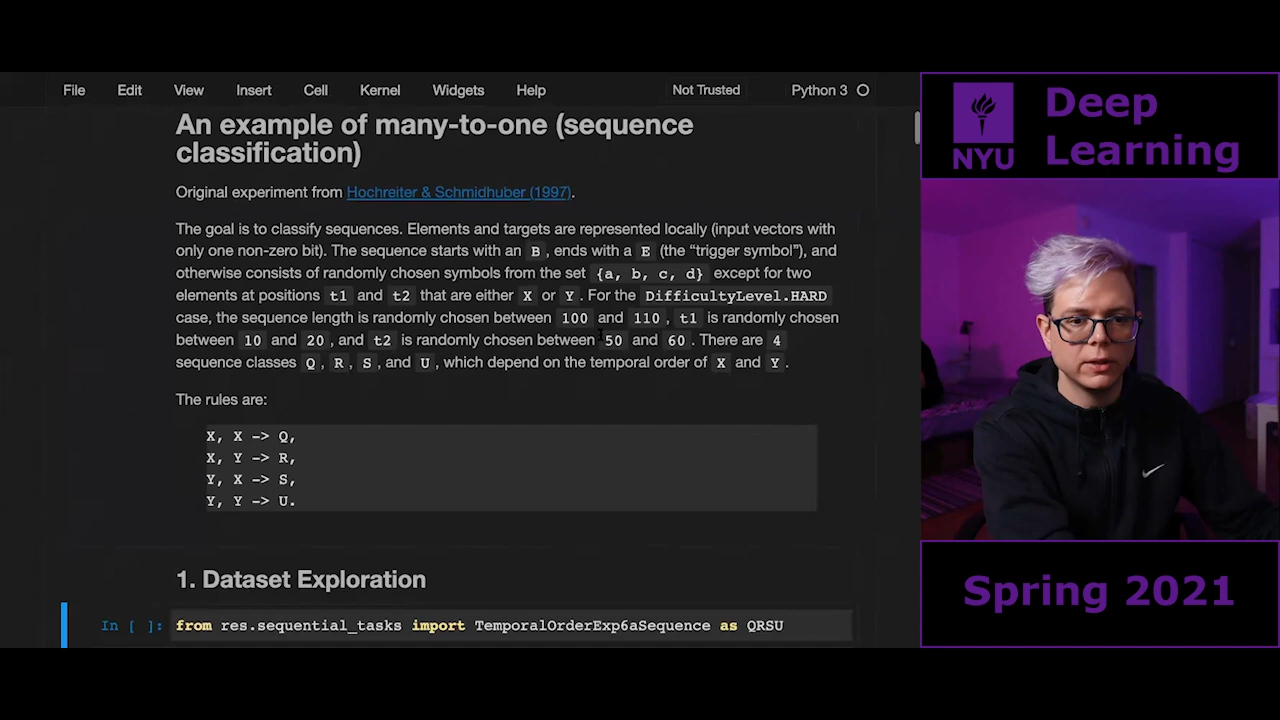 File Edit View Insert Cell Kernel Widgets Help Not Trusted Python 3
An example of many-to-one (sequence
classification)
Original experiment from Hochreiter & Schmidhuber (1997).
The goal is to classify sequences. Elements and targets are represented locally (input vectors with
only one non-zero bit). The sequence starts with an B, ends with a E (the “trigger symbol”), and
otherwise consists of randomly chosen symbols from the set {a, b, c, d} except for two
elements at positions t1 and t2 that are either X or Y. For the DifficultyLevel.HARD
case, the sequence length is randomly chosen between 100 and 110, t1 is randomly chosen
between 10 and 20, and t2 is randomly chosen between 50 and 60. There are 4
sequence classes Q, R, S, and U, which depend on the temporal order of X and Y.
The rules are:
X, X -> Q,
X, Y -> R,
Y, X -> S,
Y, Y -> U.
1. Dataset Exploration
In [ ]: from res.sequential_tasks import TemporalOrderExp6aSequence as QRSU
NYU
Deep
Learning
Spring 2021